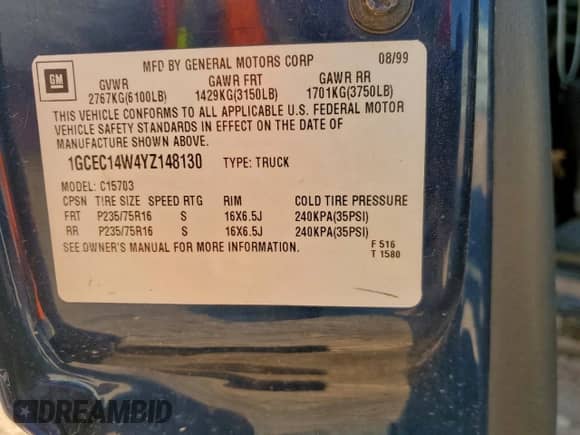 MFD BY GENERAL MOTORS CORP 08/99
GM
GVWR GAWR FRT GAWR RR
2767KG(6100LB) 1429KG(3150LB) 1701KG(3750LB)
THIS VEHICLE CONFORMS TO ALL APPLICABLE U.S. FEDERAL MOTOR
VEHICLE SAFETY STANDARDS IN EFFECT ON THE DATE OF
MANUFACTURE SHOWN ABOVE.
1GCEC14W4YZ148130 TYPE: TRUCK
MODEL: C15703
CPSN TIRE SIZE SPEED RTG RIM COLD TIRE PRESSURE
FRT P235/75R16 S 16X6.5J 240KPA(35PSI)
RR P235/75R16 S 16X6.5J 240KPA(35PSI)
SEE OWNER'S MANUAL FOR MORE INFORMATION. F 516
T 1580
DREAMBID